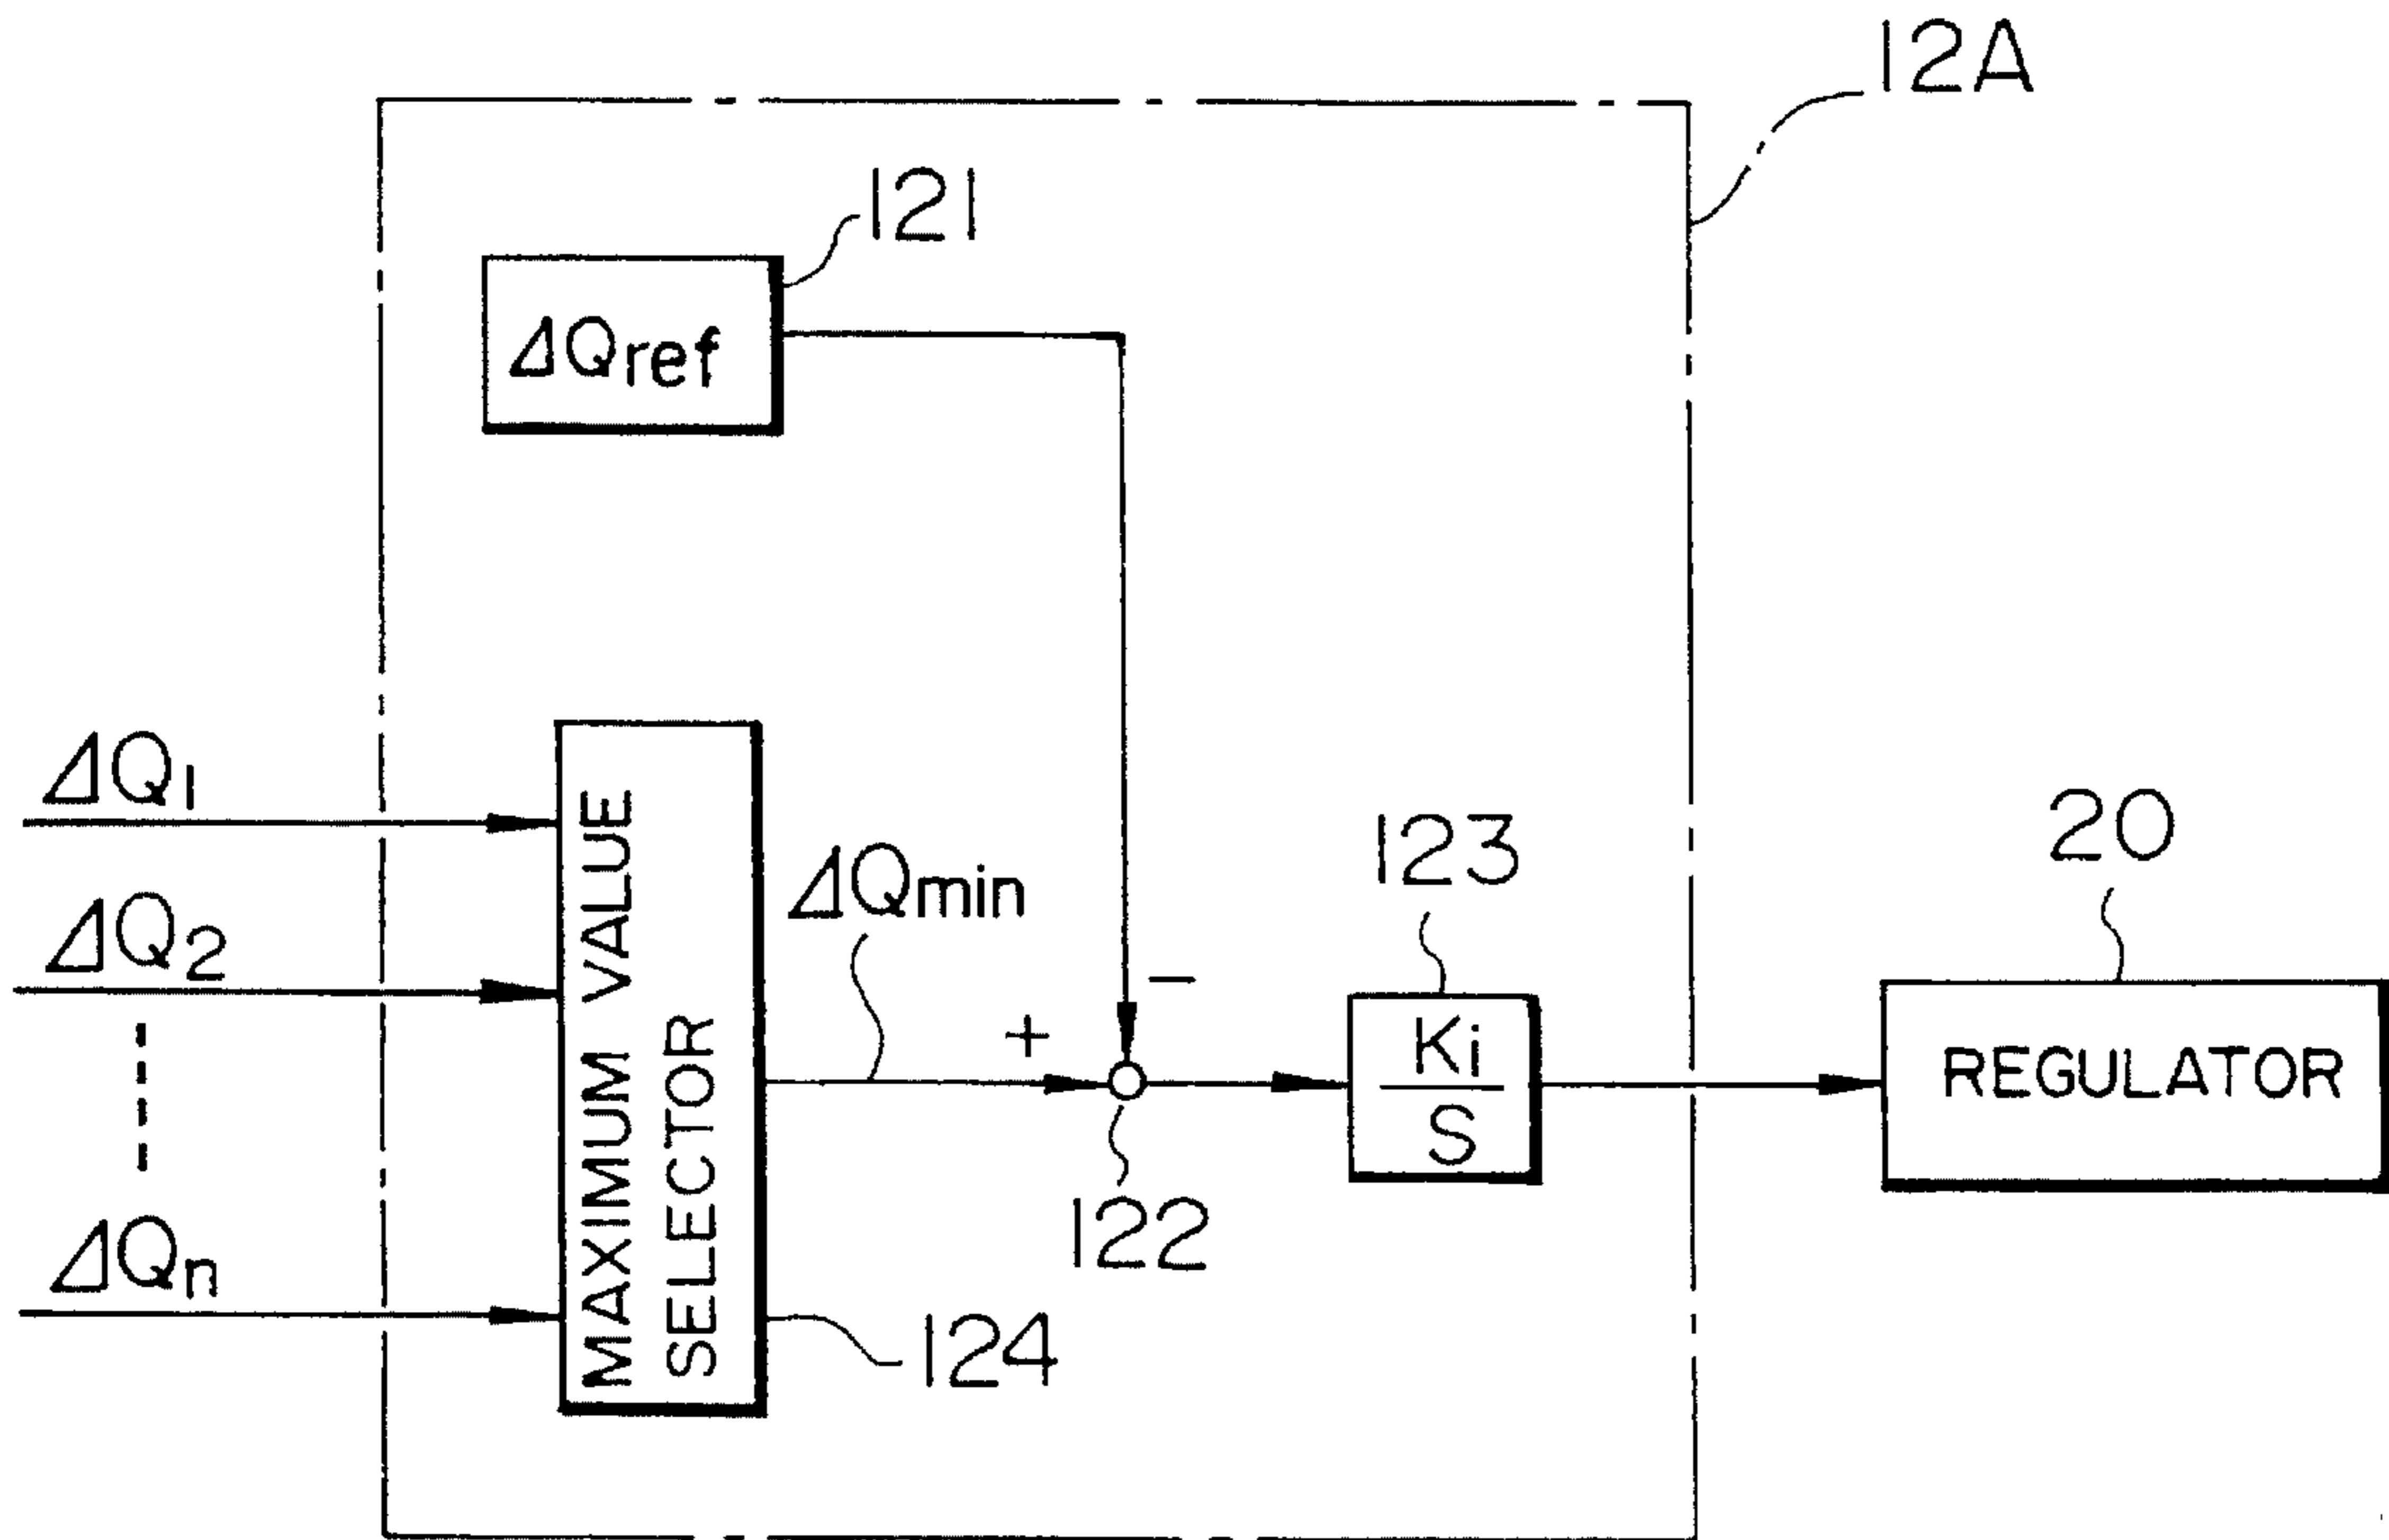 12A
121
ΔQref
ΔQ1
ΔQ2
ΔQn
MAXIMUM VALUE
SELECTOR
ΔQmin
+
−
123
Ki
S
20
REGULATOR
122
124